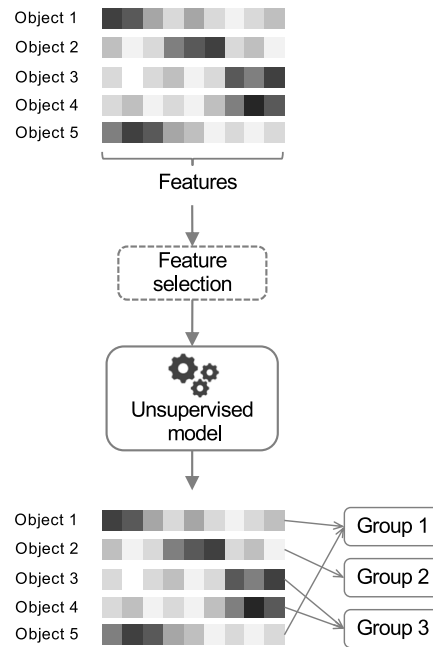 Object 1
Object 2
Object 3
Object 4
Object 5
Features
Feature
selection
Unsupervised
model
Object 1
Group 1
Object 2
Group 2
Object 3
Object 4
Group 3
Object 5